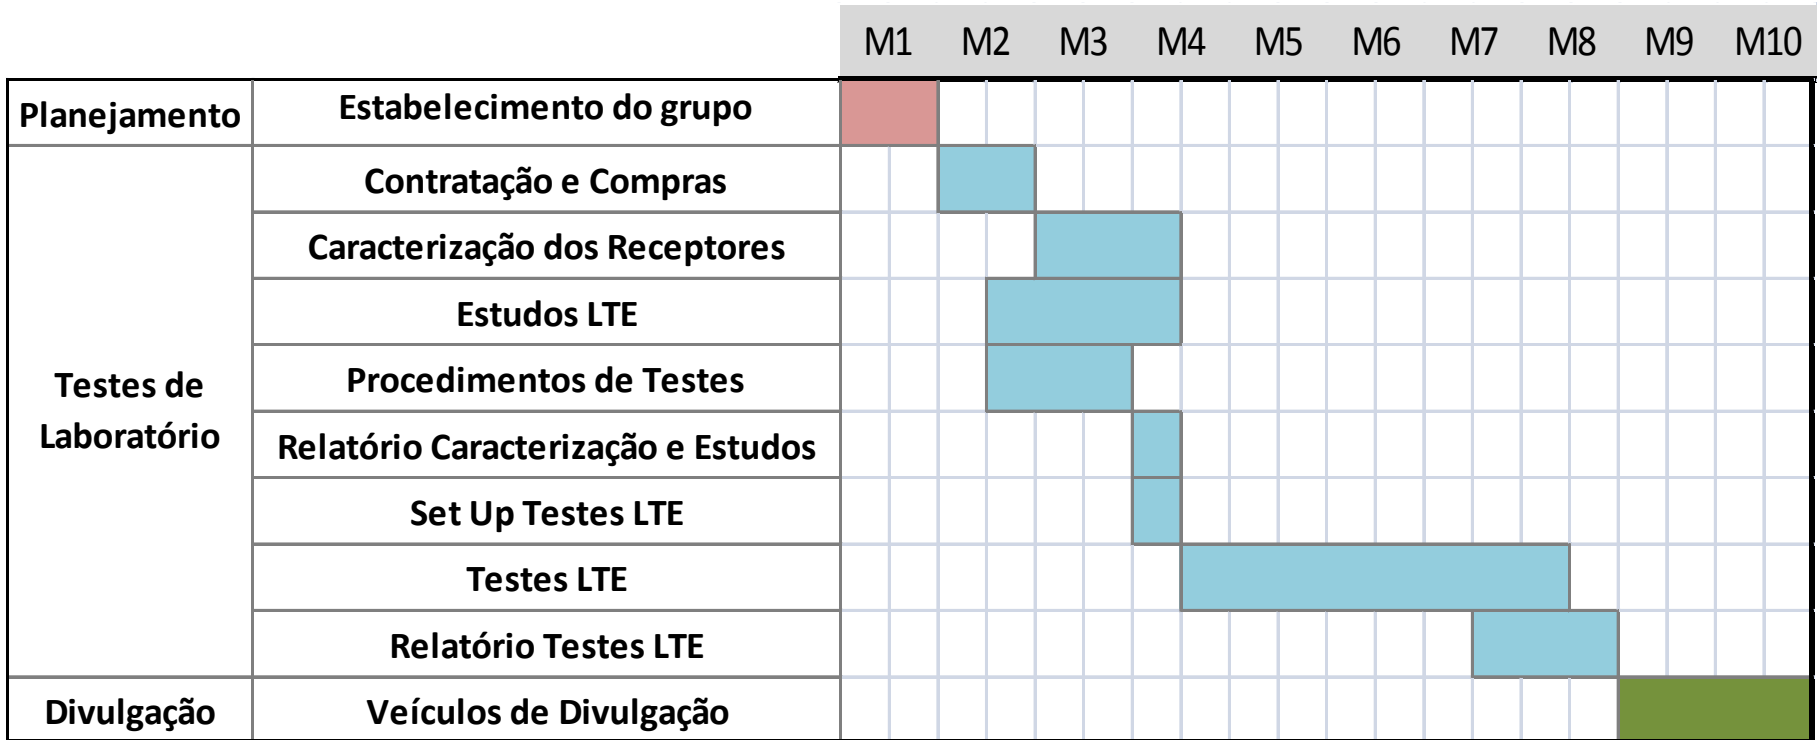 M1 M2 M3 M4 M5 M6 M7 M8 M9 M10
Planejamento
Estabelecimento do grupo
Testes de
Laboratório
Contratação e Compras
Caracterização dos Receptores
Estudos LTE
Procedimentos de Testes
Relatório Caracterização e Estudos
Set Up Testes LTE
Testes LTE
Relatório Testes LTE
Divulgação
Veículos de Divulgação